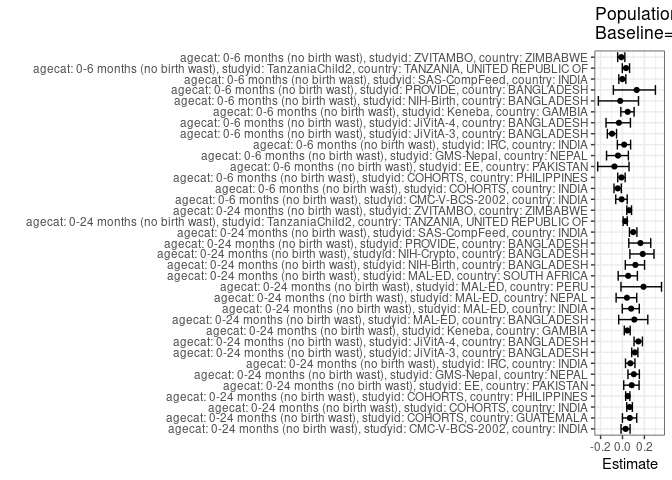 Population
Baseline=
agecat: 0-6 months (no birth wast), studyid: ZVITAMBO, country: ZIMBABWE
agecat: 0-6 months (no birth wast), studyid: TanzaniaChild2, country: TANZANIA, UNITED REPUBLIC OF
agecat: 0-6 months (no birth wast), studyid: SAS-CompFeed, country: INDIA
agecat: 0-6 months (no birth wast), studyid: PROVIDE, country: BANGLADESH
agecat: 0-6 months (no birth wast), studyid: NIH-Birth, country: BANGLADESH
agecat: 0-6 months (no birth wast), studyid: Keneba, country: GAMBIA
agecat: 0-6 months (no birth wast), studyid: JiVitA-4, country: BANGLADESH
agecat: 0-6 months (no birth wast), studyid: JiVitA-3, country: BANGLADESH
agecat: 0-6 months (no birth wast), studyid: IRC, country: INDIA
agecat: 0-6 months (no birth wast), studyid: GMS-Nepal, country: NEPAL
agecat: 0-6 months (no birth wast), studyid: EE, country: PAKISTAN
agecat: 0-6 months (no birth wast), studyid: COHORTS, country: PHILIPPINES
agecat: 0-6 months (no birth wast), studyid: COHORTS, country: INDIA
agecat: 0-6 months (no birth wast), studyid: CMC-V-BCS-2002, country: INDIA
agecat: 0-24 months (no birth wast), studyid: ZVITAMBO, country: ZIMBABWE
agecat: 0-24 months (no birth wast), studyid: TanzaniaChild2, country: TANZANIA, UNITED REPUBLIC OF
agecat: 0-24 months (no birth wast), studyid: SAS-CompFeed, country: INDIA
agecat: 0-24 months (no birth wast), studyid: PROVIDE, country: BANGLADESH
agecat: 0-24 months (no birth wast), studyid: NIH-Crypto, country: BANGLADESH
agecat: 0-24 months (no birth wast), studyid: NIH-Birth, country: BANGLADESH
agecat: 0-24 months (no birth wast), studyid: MAL-ED, country: SOUTH AFRICA
agecat: 0-24 months (no birth wast), studyid: MAL-ED, country: PERU
agecat: 0-24 months (no birth wast), studyid: MAL-ED, country: NEPAL
agecat: 0-24 months (no birth wast), studyid: MAL-ED, country: INDIA
agecat: 0-24 months (no birth wast), studyid: MAL-ED, country: BANGLADESH
agecat: 0-24 months (no birth wast), studyid: Keneba, country: GAMBIA
agecat: 0-24 months (no birth wast), studyid: JiVitA-4, country: BANGLADESH
agecat: 0-24 months (no birth wast), studyid: JiVitA-3, country: BANGLADESH
agecat: 0-24 months (no birth wast), studyid: IRC, country: INDIA
agecat: 0-24 months (no birth wast), studyid: GMS-Nepal, country: NEPAL
agecat: 0-24 months (no birth wast), studyid: EE, country: PAKISTAN
agecat: 0-24 months (no birth wast), studyid: COHORTS, country: PHILIPPINES
agecat: 0-24 months (no birth wast), studyid: COHORTS, country: INDIA
agecat: 0-24 months (no birth wast), studyid: COHORTS, country: GUATEMALA
agecat: 0-24 months (no birth wast), studyid: CMC-V-BCS-2002, country: INDIA
-0.2 0.0 0.2
Estimate